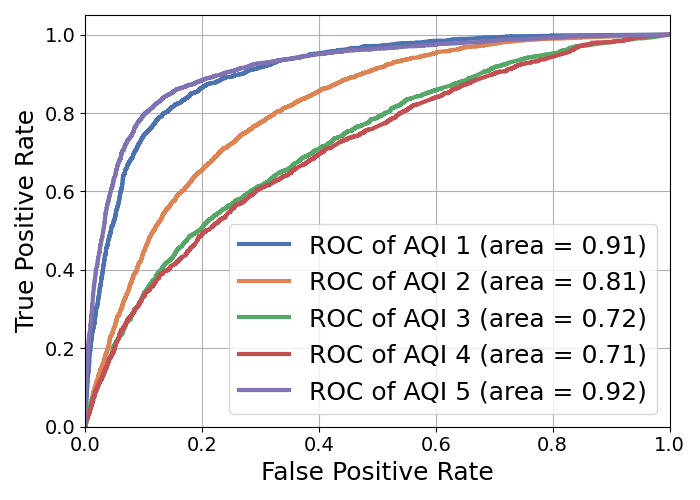 1.0
0.8
0.6
0.4
0.2
0.0
True Positive Rate
ROC of AQI 1 (area = 0.91)
ROC of AQI 2 (area = 0.81)
ROC of AQI 3 (area = 0.72)
ROC of AQI 4 (area = 0.71)
ROC of AQI 5 (area = 0.92)
0.0 0.2 0.4 0.6 0.8 1.0
False Positive Rate